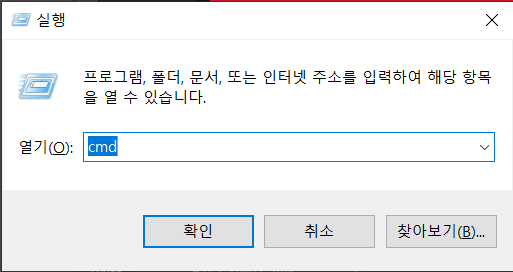 실행
프로그램, 폴더, 문서, 또는 인터넷 주소를 입력하여 해당 항목
을 열 수 있습니다.
열기(O): cmd
확인 취소 찾아보기(B)...